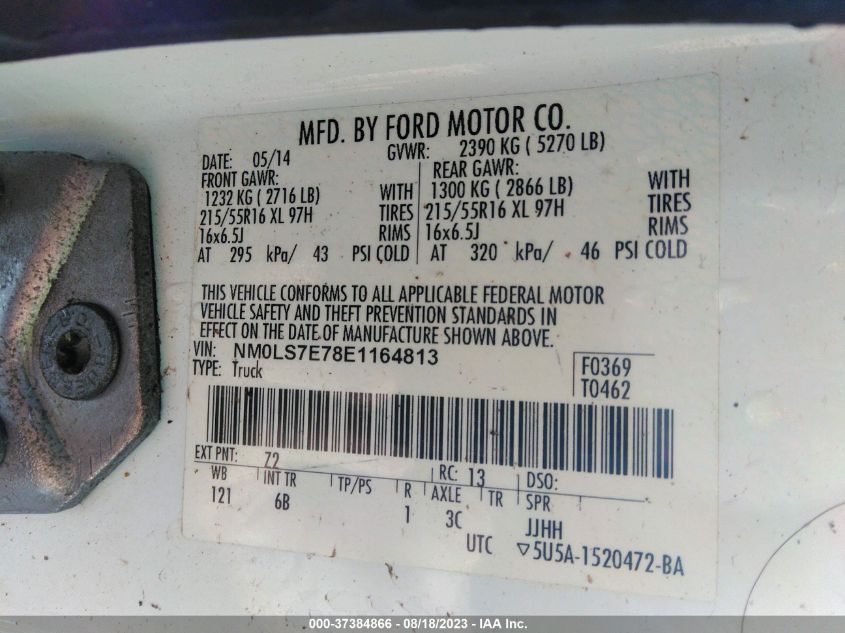 MFD. BY FORD MOTOR CO.
DATE: 05/14 GVWR: 2390 KG ( 5270 LB)
FRONT GAWR: REAR GAWR:
1232 KG ( 2716 LB) WITH 1300 KG ( 2866 LB) WITH
215/55R16 XL 97H TIRES 215/55R16 XL 97H TIRES
16x6.5J RIMS 16x6.5J RIMS
AT 295 kPa/ 43 PSI COLD AT 320 kPa/ 46 PSI COLD
THIS VEHICLE CONFORMS TO ALL APPLICABLE FEDERAL MOTOR
VEHICLE SAFETY AND THEFT PREVENTION STANDARDS IN
EFFECT ON THE DATE OF MANUFACTURE SHOWN ABOVE.
VIN: NM0LS7E78E1164813 F0369
TYPE: Truck T0462
EXT PNT: Z2 RC: 13 DSO:
WB INT TR TP/PS R AXLE TR SPR
121 6B 1 3C JJHH
UTC ▽5U5A-1520472-BA
000-37384866 - 08/18/2023 - IAA Inc.